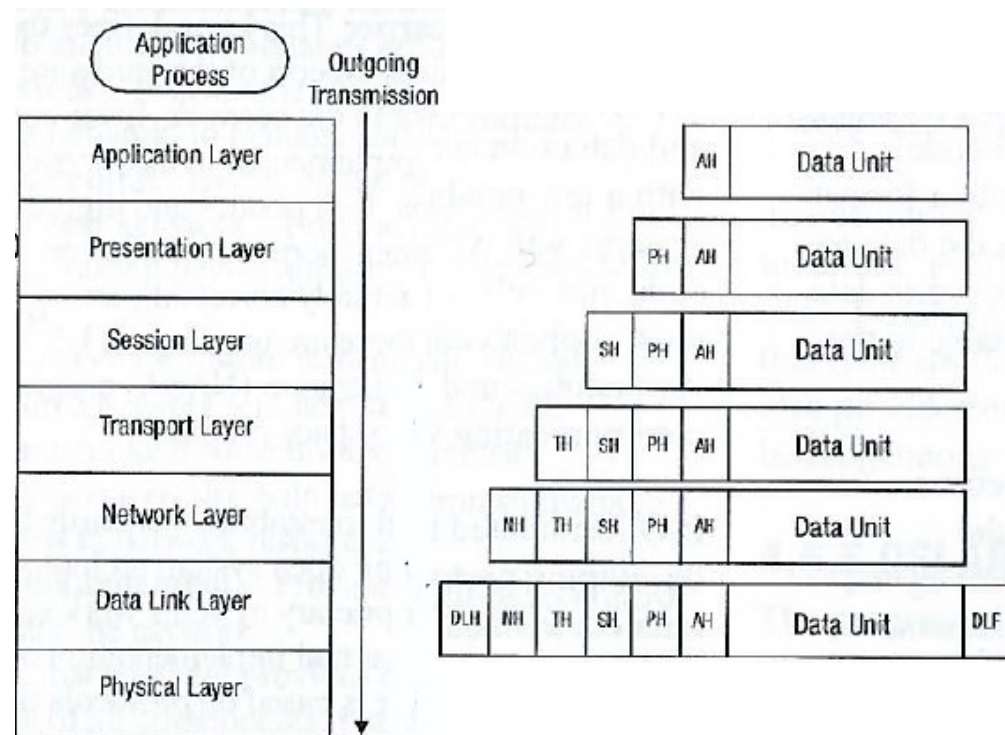 Application
Process
Outgoing
Transmission
Application Layer
AH Data Unit
Presentation Layer
PH AH Data Unit
Session Layer
SH PH AH Data Unit
Transport Layer
TH SH PH AH Data Unit
Network Layer
NH TH SH PH AH Data Unit
Data Link Layer
DLH NH TH SH PH AH Data Unit DLF
Physical Layer